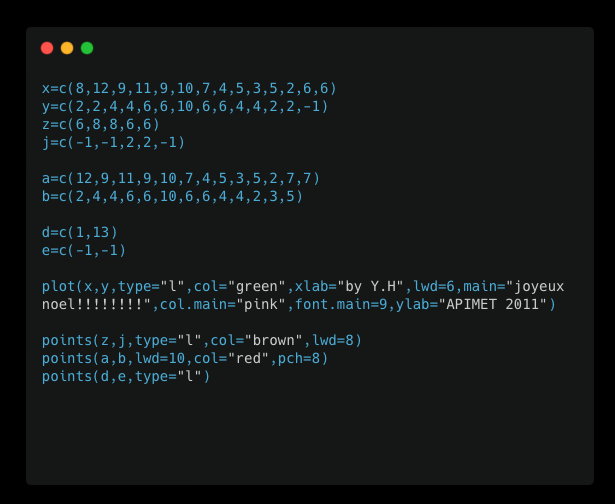 x=c(8,12,9,11,9,10,7,4,5,3,5,2,6,6)
y=c(2,2,4,4,6,6,10,6,6,4,4,2,2,-1)
z=c(6,8,8,6,6)
j=c(-1,-1,2,2,-1)
a=c(12,9,11,9,10,7,4,5,3,5,2,7,7)
b=c(2,4,4,6,6,10,6,6,4,4,2,3,5)
d=c(1,13)
e=c(-1,-1)
plot(x,y,type="l",col="green",xlab="by Y.H",lwd=6,main="joyeux
noel!!!!!!!!",col.main="pink",font.main=9,ylab="APIMET 2011")
points(z,j,type="l",col="brown",lwd=8)
points(a,b,lwd=10,col="red",pch=8)
points(d,e,type="l")